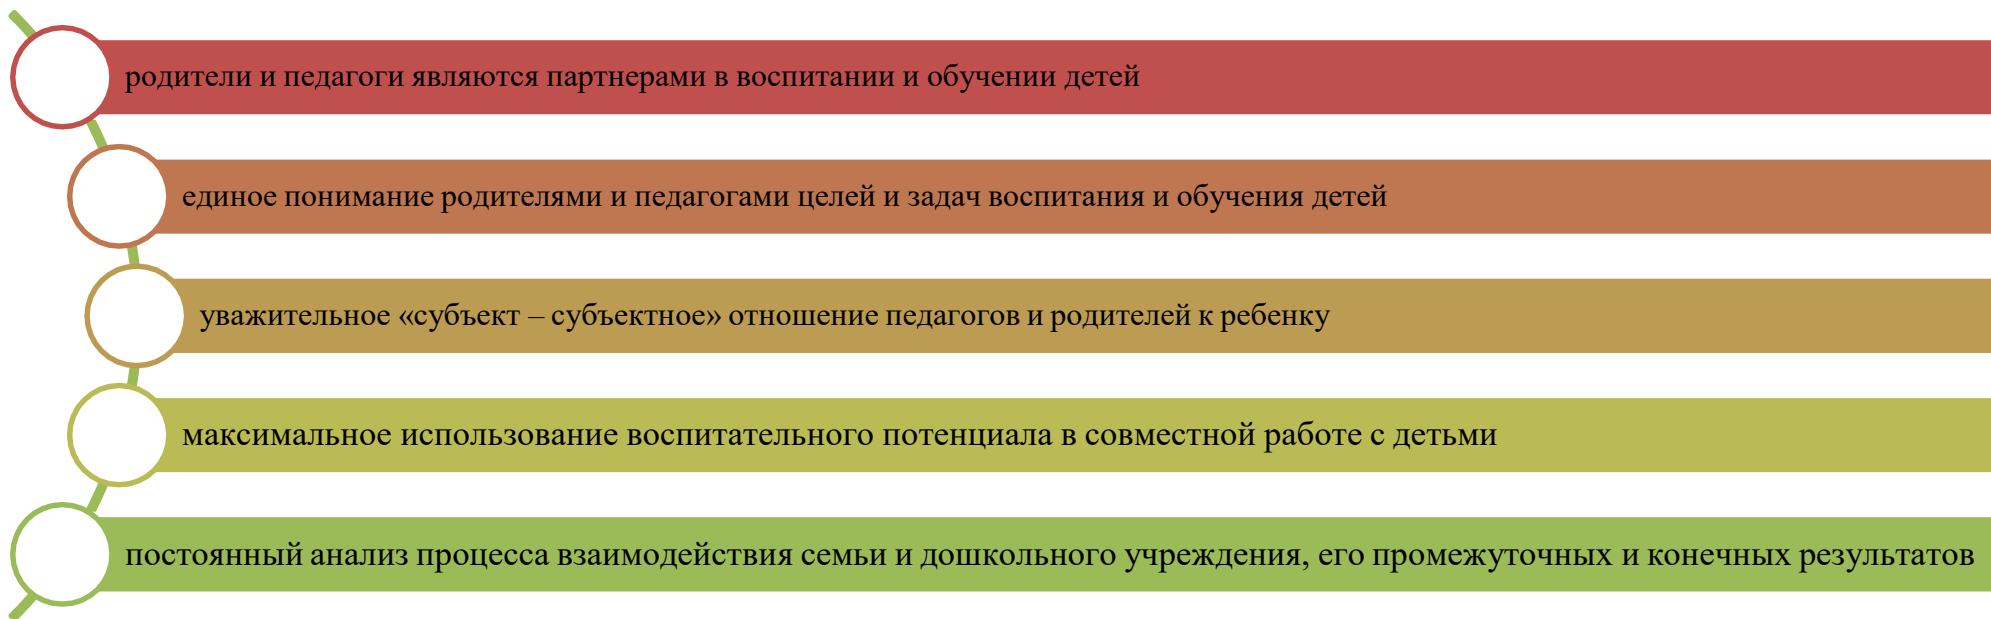 родители и педагоги являются партнерами в воспитании и обучении детей
единое понимание родителями и педагогами целей и задач воспитания и обучения детей
уважительное «субъект – субъектное» отношение педагогов и родителей к ребенку
максимальное использование воспитательного потенциала в совместной работе с детьми
постоянный анализ процесса взаимодействия семьи и дошкольного учреждения, его промежуточных и конечных результатов